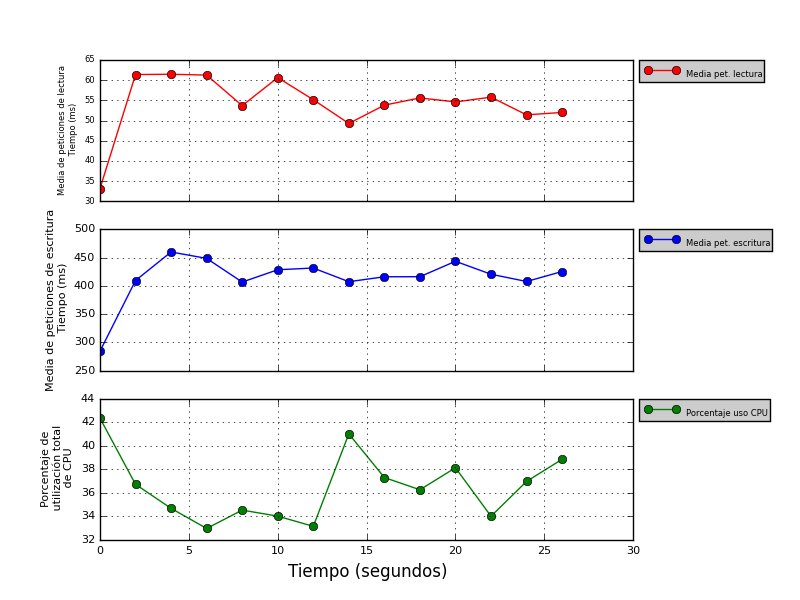 65
60
55
50
45
40
35
30
Media de peticiones de lectura
Tiempo (ms)
Media pet. lectura
500
450
400
350
300
250
Media de peticiones de escritura
Tiempo (ms)
Media pet. escritura
44
42
40
38
36
34
32
Porcentaje de
utilización total
de CPU
Porcentaje uso CPU
0 5 10 15 20 25 30
Tiempo (segundos)